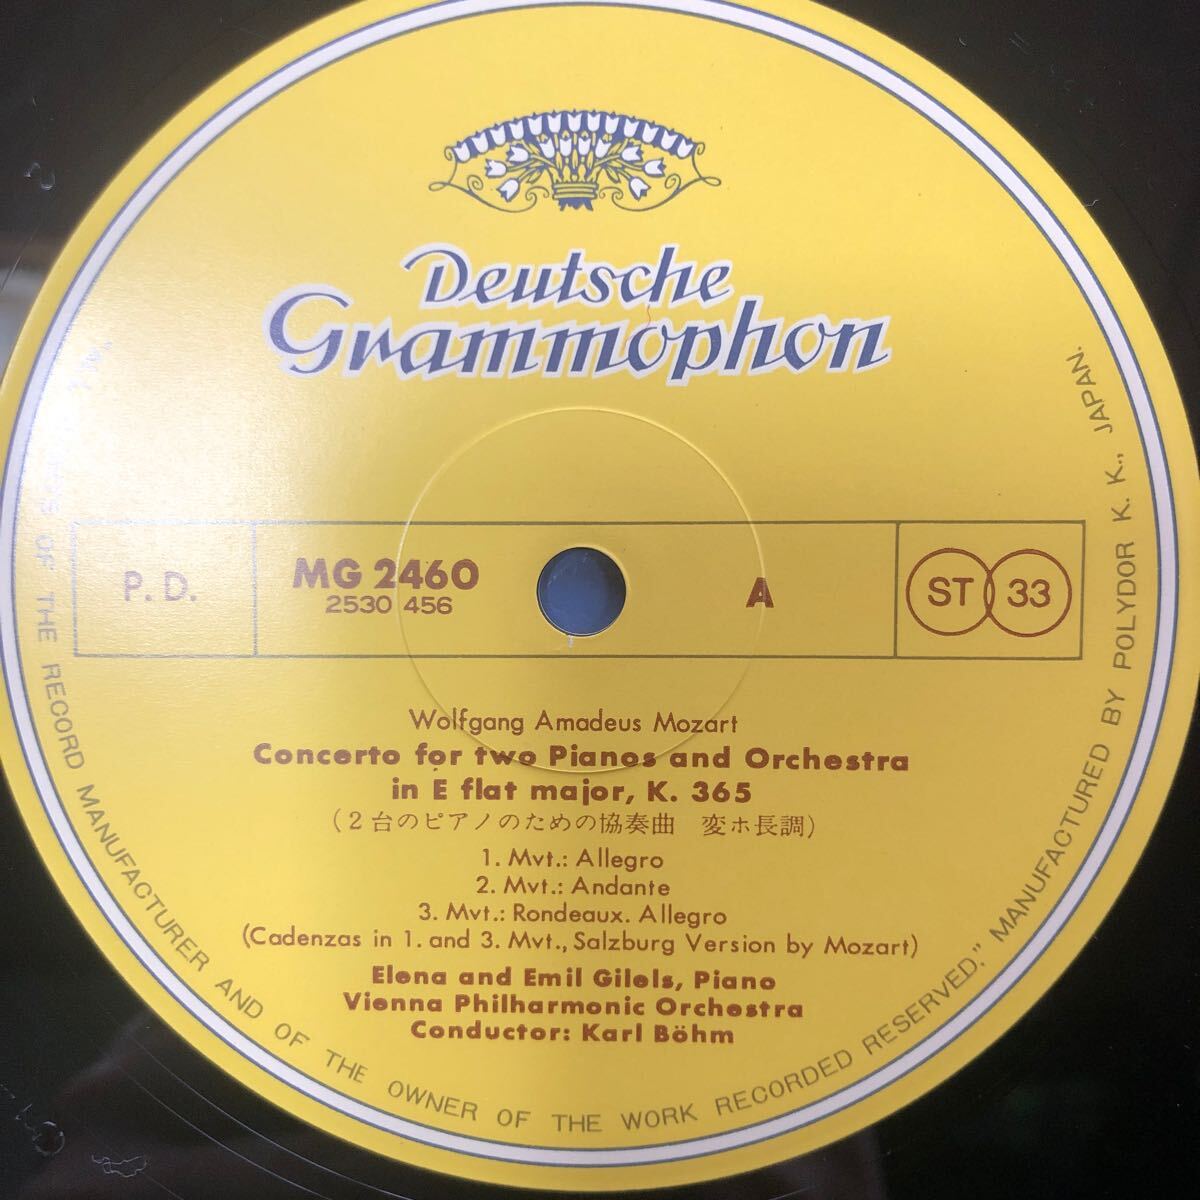 Deutsche
Grammophon
P. D.
MG 2460
2530 456
A
ST 33
Wolfgang Amadeus Mozart
Concerto for two Pianos and Orchestra
in E flat major, K. 365
(2台のピアノのための協奏曲 変ホ長調)
1. Mvt.: Allegro
2. Mvt.: Andante
3. Mvt.: Rondeaux. Allegro
(Cadenzas in 1. and 3. Mvt., Salzburg Version by Mozart)
Elena and Emil Gilels, Piano
Vienna Philharmonic Orchestra
Conductor: Karl Böhm
OF THE RECORD MANUFACTURER AND OF THE OWNER OF THE WORK RECORDED RESERVED," MANUFACTURED BY POLYDOR K. K., JAPAN.